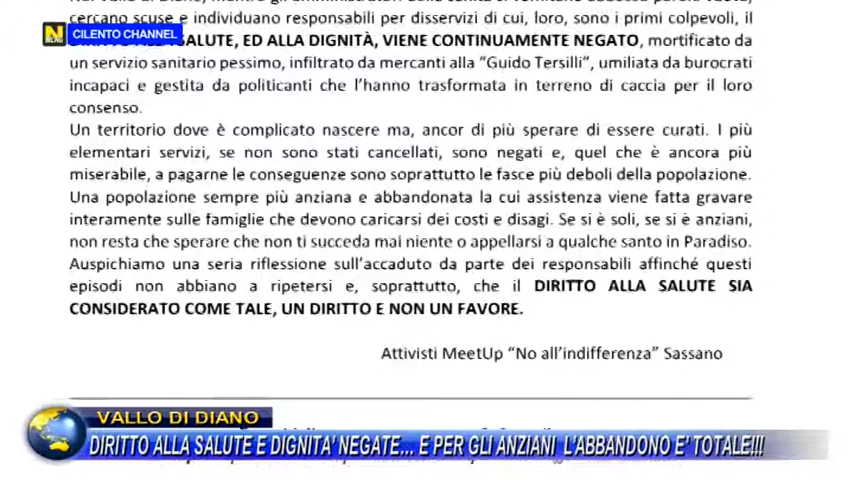 cercano scuse e individuano responsabili per disservizi di cui, loro, sono i primi colpevoli, il
CILENTO CHANNEL
SALUTE, ED ALLA DIGNITÀ, VIENE CONTINUAMENTE NEGATO, mortificato da
un servizio sanitario pessimo, infiltrato da mercanti alla "Guido Tersilli", umiliata da burocrati
incapaci e gestita da politicanti che l'hanno trasformata in terreno di caccia per il loro
consenso.
Un territorio dove è complicato nascere ma, ancor di più sperare di essere curati. I più
elementari servizi, se non sono stati cancellati, sono negati e, quel che è ancora più
miserabile, a pagarne le conseguenze sono soprattutto le fasce più deboli della popolazione.
Una popolazione sempre più anziana e abbandonata la cui assistenza viene fatta gravare
interamente sulle famiglie che devono caricarsi dei costi e disagi. Se si è soli, se si è anziani,
non resta che sperare che non ti succeda mai niente o appellarsi a qualche santo in Paradiso.
Auspichiamo una seria riflessione sull'accaduto da parte dei responsabili affinché questi
episodi non abbiano a ripetersi e, soprattutto, che il DIRITTO ALLA SALUTE SIA
CONSIDERATO COME TALE, UN DIRITTO E NON UN FAVORE.
Attivisti MeetUp "No all'indifferenza" Sassano
VALLO DI DIANO
DIRITTO ALLA SALUTE E DIGNITA' NEGATE... E PER GLI ANZIANI L'ABBANDONO E' TOTALE!!!